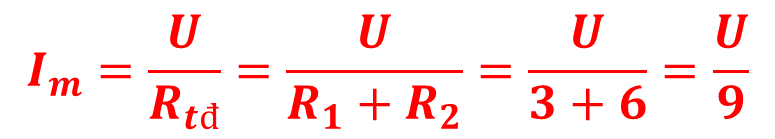 I_m = U/R_tđ = U/(R_1 + R_2) = U/(3 + 6) = U/9